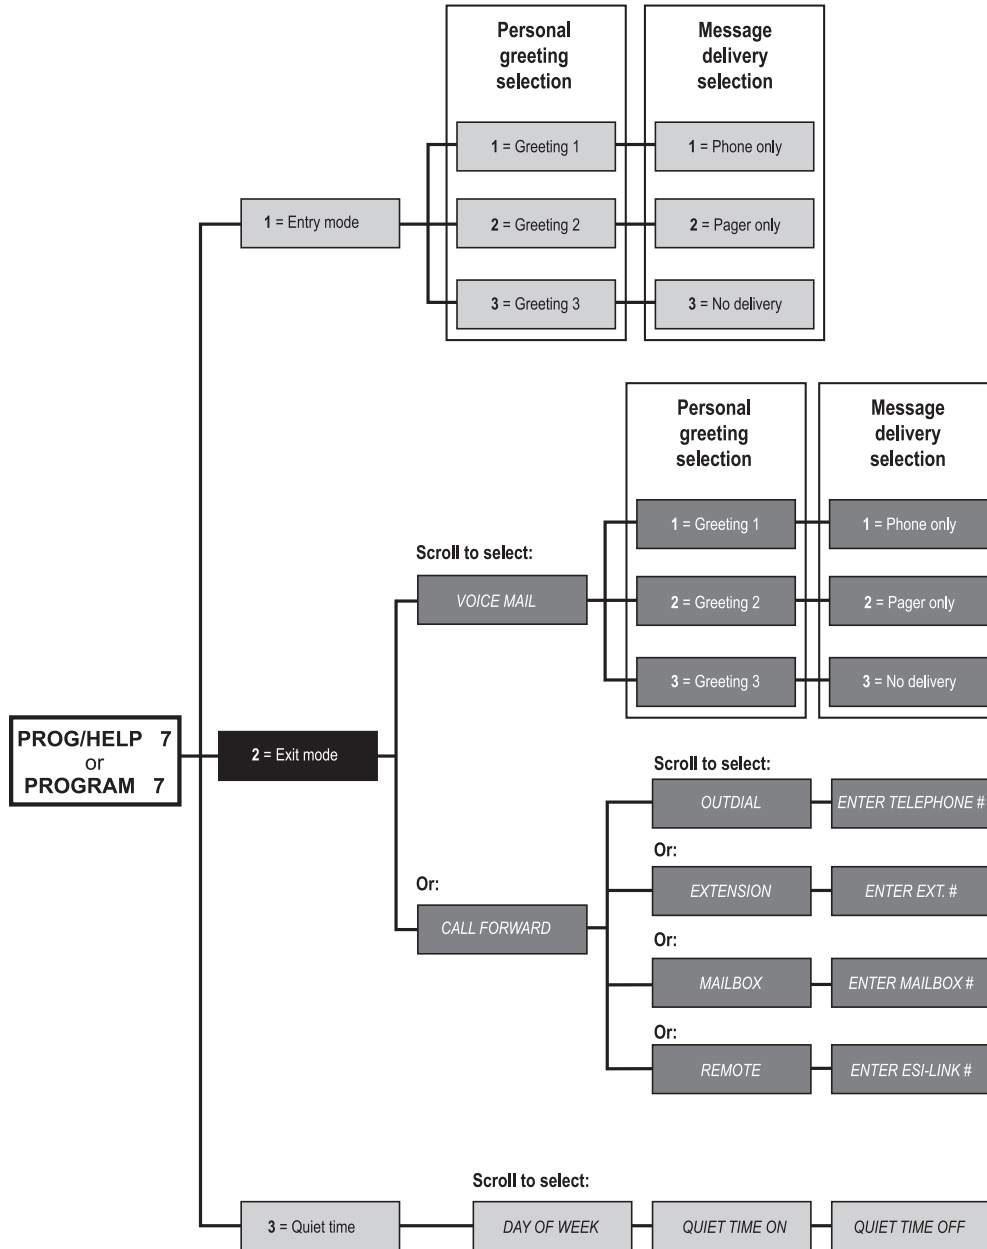 Personal
greeting
selection
Message
delivery
selection
1 = Greeting 1
1 = Phone only
1 = Entry mode
2 = Greeting 2
2 = Pager only
3 = Greeting 3
3 = No delivery
Personal
greeting
selection
Message
delivery
selection
1 = Greeting 1
1 = Phone only
Scroll to select:
VOICE MAIL
2 = Greeting 2
2 = Pager only
3 = Greeting 3
3 = No delivery
PROG/HELP 7
or
PROGRAM 7
2 = Exit mode
Scroll to select:
OUTDIAL
ENTER TELEPHONE #
Or:
Or:
EXTENSION
ENTER EXT. #
CALL FORWARD
Or:
MAILBOX
ENTER MAILBOX #
Or:
REMOTE
ENTER ESI-LINK #
Scroll to select:
3 = Quiet time
DAY OF WEEK
QUIET TIME ON
QUIET TIME OFF